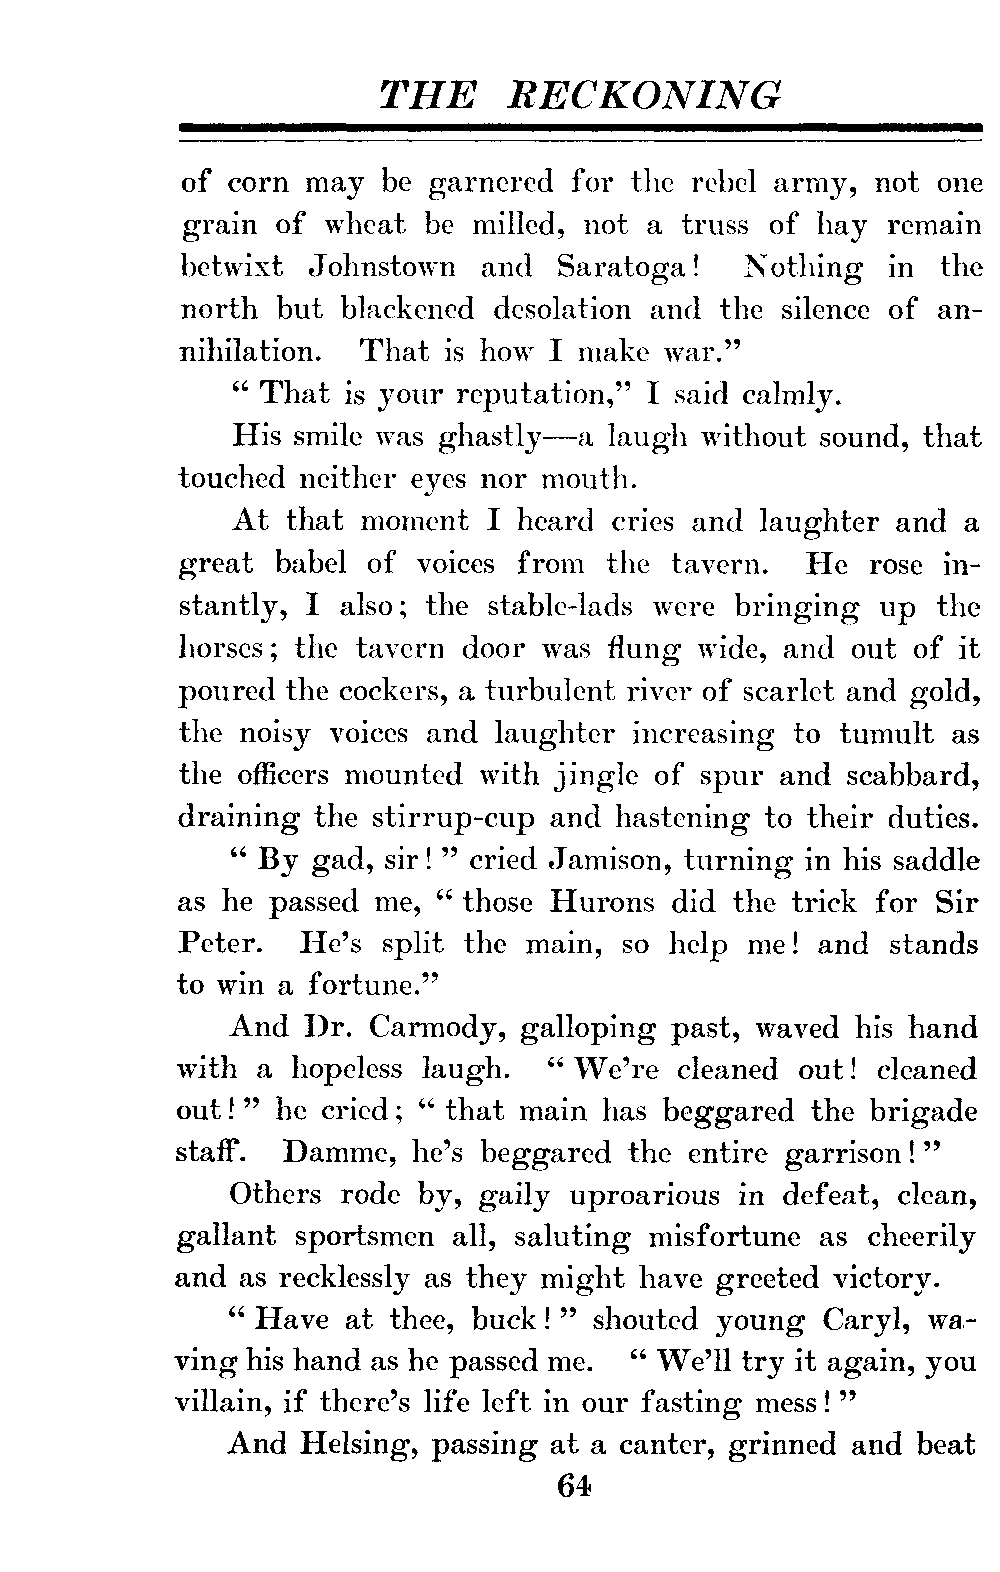 THE RECKONING
of corn may be garnered for the rebel army, not one
grain of wheat be milled, not a truss of hay remain
betwixt Johnstown and Saratoga! Nothing in the
north but blackened desolation and the silence of an-
nihilation. That is how I make war.”
“ That is your reputation,” I said calmly.
His smile was ghastly—a laugh without sound, that
touched neither eyes nor mouth.
At that moment I heard cries and laughter and a
great babel of voices from the tavern. He rose in-
stantly, I also; the stable-lads were bringing up the
horses; the tavern door was flung wide, and out of it
poured the cockers, a turbulent river of scarlet and gold,
the noisy voices and laughter increasing to tumult as
the officers mounted with jingle of spur and scabbard,
draining the stirrup-cup and hastening to their duties.
“ By gad, sir! ” cried Jamison, turning in his saddle
as he passed me, “ those Hurons did the trick for Sir
Peter. He’s split the main, so help me! and stands
to win a fortune.”
And Dr. Carmody, galloping past, waved his hand
with a hopeless laugh. “ We’re cleaned out! cleaned
out! ” he cried; “ that main has beggared the brigade
staff. Damme, he’s beggared the entire garrison! ”
Others rode by, gaily uproarious in defeat, clean,
gallant sportsmen all, saluting misfortune as cheerily
and as recklessly as they might have greeted victory.
“ Have at thee, buck! ” shouted young Caryl, wa-
ving his hand as he passed me. “ We’ll try it again, you
villain, if there’s life left in our fasting mess! ”
And Helsing, passing at a canter, grinned and beat
64